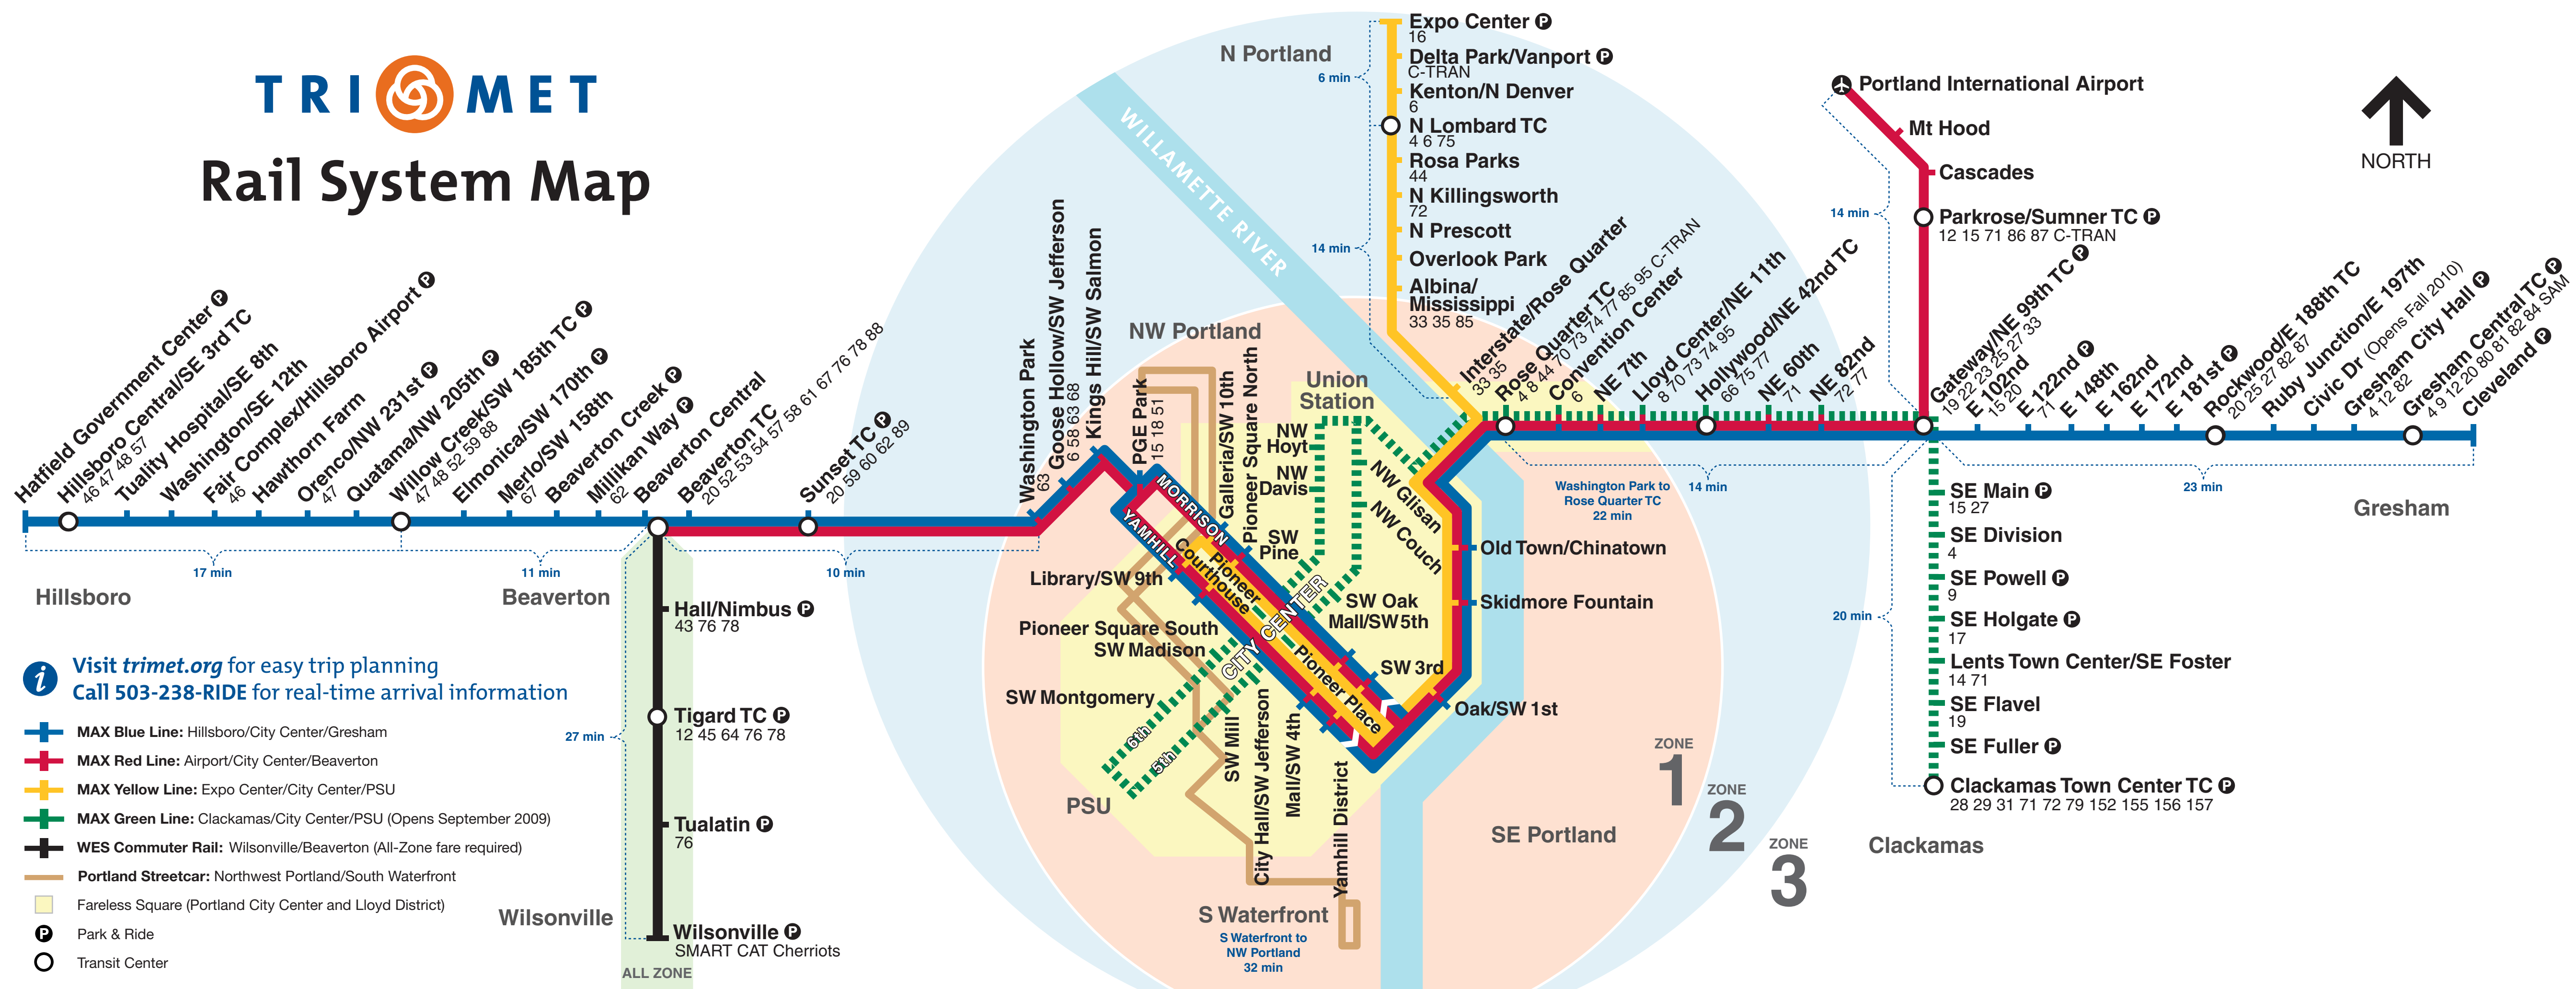 TRI MET
Rail System Map
N Portland
WILLAMETTE RIVER
Expo Center P
16
Delta Park/Vanport P
C-TRAN
Kenton/N Denver
6
N Lombard TC
4 6 75
Rosa Parks
44
N Killingsworth
72
N Prescott
Overlook Park
Albina/
Mississippi
33 35 85
6 min
14 min
Portland International Airport
Mt Hood
Cascades
Parkrose/Sumner TC P
12 15 71 86 87 C-TRAN
14 min
NORTH
Hatfield Government Center P
Hillsboro Central/SE 3rd TC
46 47 48 57
Tuality Hospital/SE 8th
Washington/SE 12th
Fair Complex/Hillsboro Airport P
46
Hawthorn Farm
Orenco/NW 231st P
47
Quatama/NW 205th P
Willow Creek/SW 185th TC P
47 48 52 59 88
Elmonica/SW 170th P
Merlo/SW 158th
67
Beaverton Creek P
Millikan Way P
62
Beaverton Central
Beaverton TC
20 52 53 54 57 58 61 67 76 78 88
Sunset TC P
20 59 60 62 89
Washington Park
63
Goose Hollow/SW Jefferson
6 58 63 68
Kings Hill/SW Salmon
PGE Park
15 18 51
NW Portland
Galleria/SW 10th
Pioneer Square North
Union
Station
Interstate/Rose Quarter
33 35
Rose Quarter TC
4 8 44 70 73 74 77 85 95 C-TRAN
Convention Center
6
NE 7th
Lloyd Center/NE 11th
8 70 73 74 95
Hollywood/NE 42nd TC
66 75 77
NE 60th
71
NE 82nd
72 77
Gateway/NE 99th TC P
19 22 23 25 27 33
E 102nd
15 20
E 122nd P
71
E 148th
E 162nd
E 172nd
E 181st P
Rockwood/E 188th TC
20 25 27 82 87
Ruby Junction/E 197th
Civic Dr (Opens Fall 2010)
Gresham City Hall P
4 12 82
Gresham Central TC P
4 9 12 20 80 81 82 84 SAM
Cleveland P
17 min
11 min
10 min
Washington Park to
Rose Quarter TC
22 min
14 min
23 min
Hillsboro
Beaverton
Gresham
NW
Hoyt
NW
Davis
NW Glisan
NW Couch
SW
Pine
SW Oak
Mall/SW 5th
MORRISON
YAMHILL
Pioneer
Courthouse
CITY CENTER
Pioneer Place
Library/SW 9th
Pioneer Square South
SW Madison
SW Montgomery
SW 3rd
Oak/SW 1st
Old Town/Chinatown
Skidmore Fountain
6th
5th
PSU
SW Mill
City Hall/SW Jefferson
Mall/SW 4th
Yamhill District
S Waterfront
S Waterfront to
NW Portland
32 min
SE Portland
ZONE
1
ZONE
2
ZONE
3
SE Main P
15 27
SE Division
4
SE Powell P
9
SE Holgate P
17
Lents Town Center/SE Foster
14 71
SE Flavel
19
SE Fuller P
Clackamas Town Center TC P
28 29 31 71 72 79 152 155 156 157
20 min
Clackamas
Hall/Nimbus P
43 76 78
Tigard TC P
12 45 64 76 78
27 min
Tualatin P
76
Wilsonville
Wilsonville P
SMART CAT Cherriots
ALL ZONE
i
Visit trimet.org for easy trip planning
Call 503-238-RIDE for real-time arrival information
MAX Blue Line: Hillsboro/City Center/Gresham
MAX Red Line: Airport/City Center/Beaverton
MAX Yellow Line: Expo Center/City Center/PSU
MAX Green Line: Clackamas/City Center/PSU (Opens September 2009)
WES Commuter Rail: Wilsonville/Beaverton (All-Zone fare required)
Portland Streetcar: Northwest Portland/South Waterfront
Fareless Square (Portland City Center and Lloyd District)
P Park & Ride
Transit Center